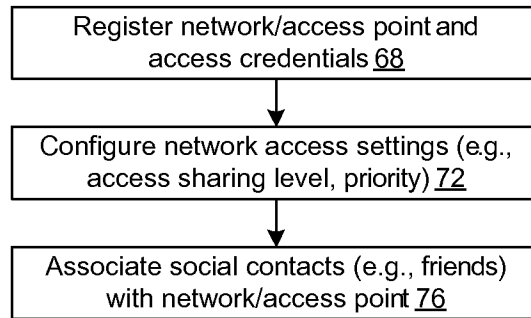 Register network/access point and
access credentials 68
Configure network access settings (e.g.,
access sharing level, priority) 72
Associate social contacts (e.g., friends)
with network/access point 76